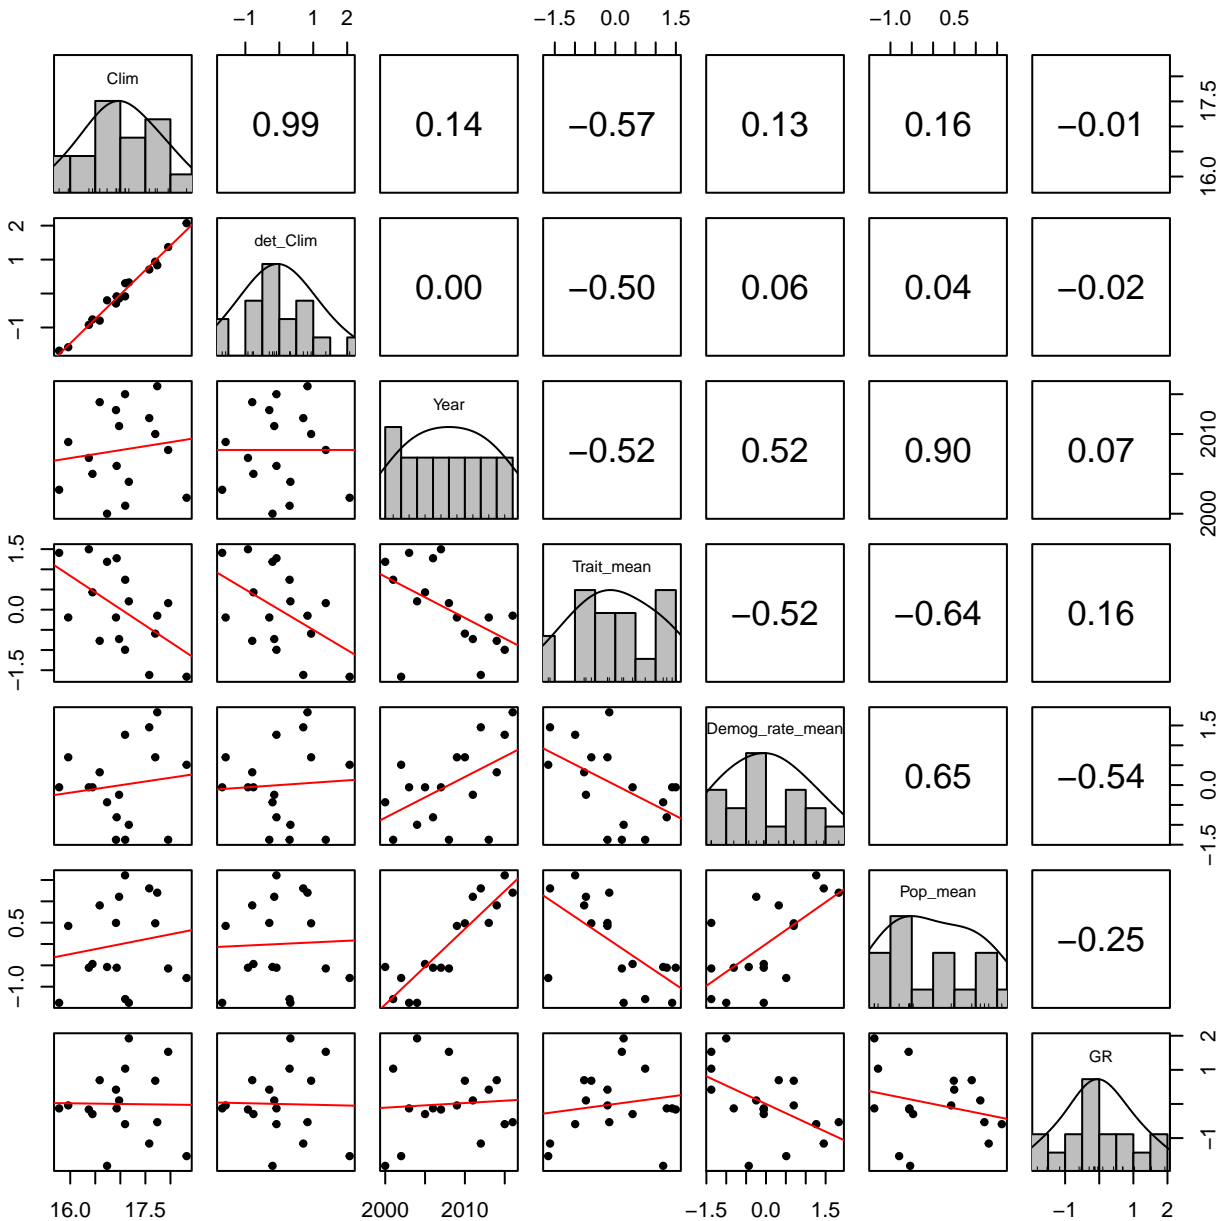 −1 1 2 −1.5 0.0 1.5 −1.0 0.5
Clim
0.99 0.14 −0.57 0.13 0.16 −0.01
16.0 17.5
−1 1 2
det_Clim
0.00 −0.50 0.06 0.04 −0.02
Year
−0.52 0.52 0.90 0.07
2000 2010
−1.5 0.0 1.5
Trait_mean
−0.52 −0.64 0.16
Demog_rate_mean
0.65 −0.54
−1.5 0.0 1.5
−1.0 0.5
Pop_mean
−0.25
GR
−1 1 2
16.0 17.5 2000 2010 −1.5 0.0 1.5 −1 1 2